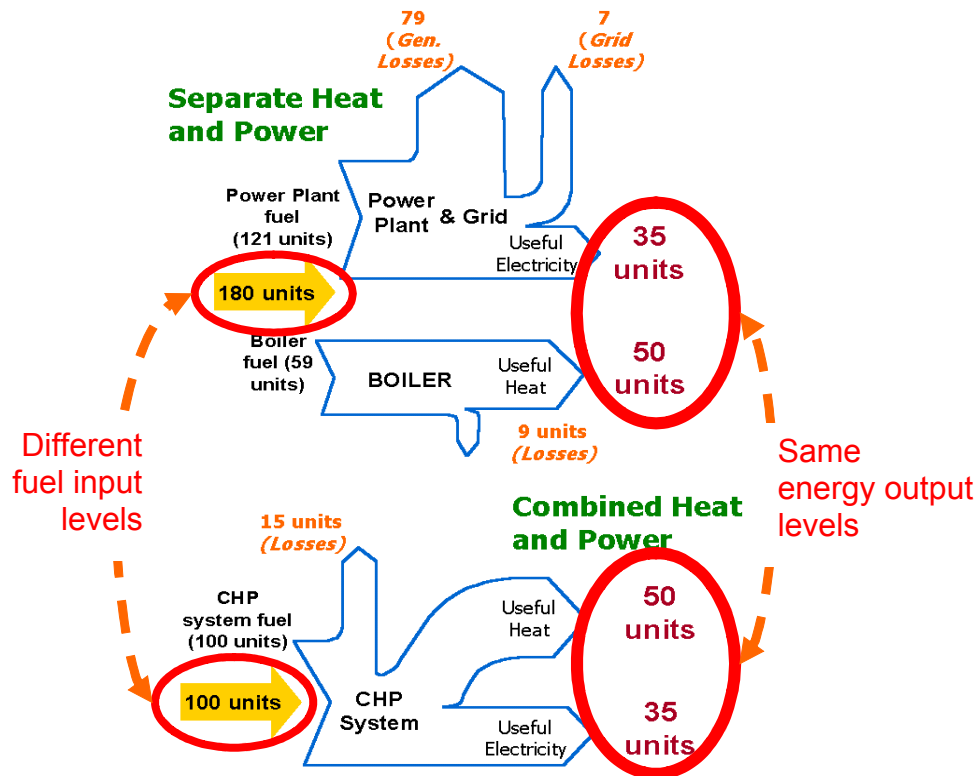 79
(Gen.
Losses)
7
(Grid
Losses)
Separate Heat
and Power
Power Plant
fuel
(121 units)
Power
Plant
& Grid
Useful
Electricity
35
units
180 units
Boiler
fuel (59
units)
BOILER
Useful
Heat
50
units
9 units
(Losses)
Different
fuel input
levels
Same
energy output
levels
Combined Heat
and Power
15 units
(Losses)
CHP
system fuel
(100 units)
100 units
CHP
System
Useful
Heat
50
units
Useful
Electricity
35
units